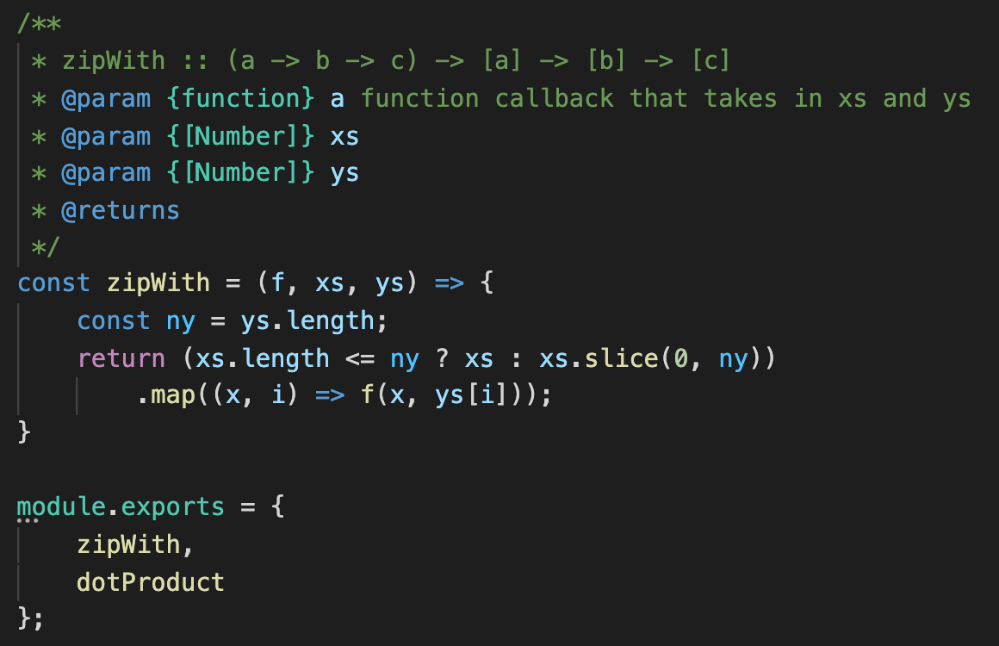 /**
 * zipWith :: (a -> b -> c) -> [a] -> [b] -> [c]
 * @param {function} a function callback that takes in xs and ys
 * @param {[Number]} xs
 * @param {[Number]} ys
 * @returns
 */
const zipWith = (f, xs, ys) => {
    const ny = ys.length;
    return (xs.length <= ny ? xs : xs.slice(0, ny))
        .map((x, i) => f(x, ys[i]));
}

module.exports = {
    zipWith,
    dotProduct
};